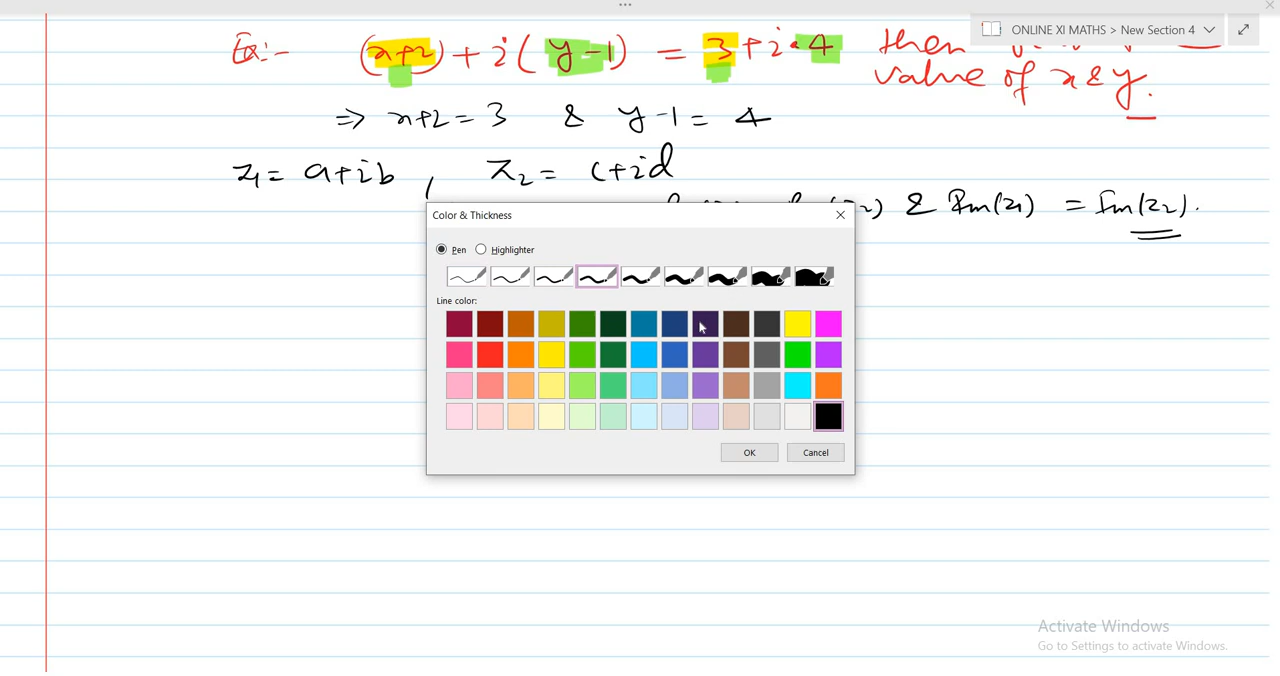 ONLINE XI MATHS > New Section 4
Ex:- (x+2) + i(y-1) = 3+i·4 then
value of x & y.
⇒ x+2 = 3 & y-1 = 4
z₁ = a+ib, z₂ = c+id
& Im(z₁) = Im(z₂).
Color & Thickness
Pen Highlighter
Line color:
OK Cancel
Activate Windows
Go to Settings to activate Windows.